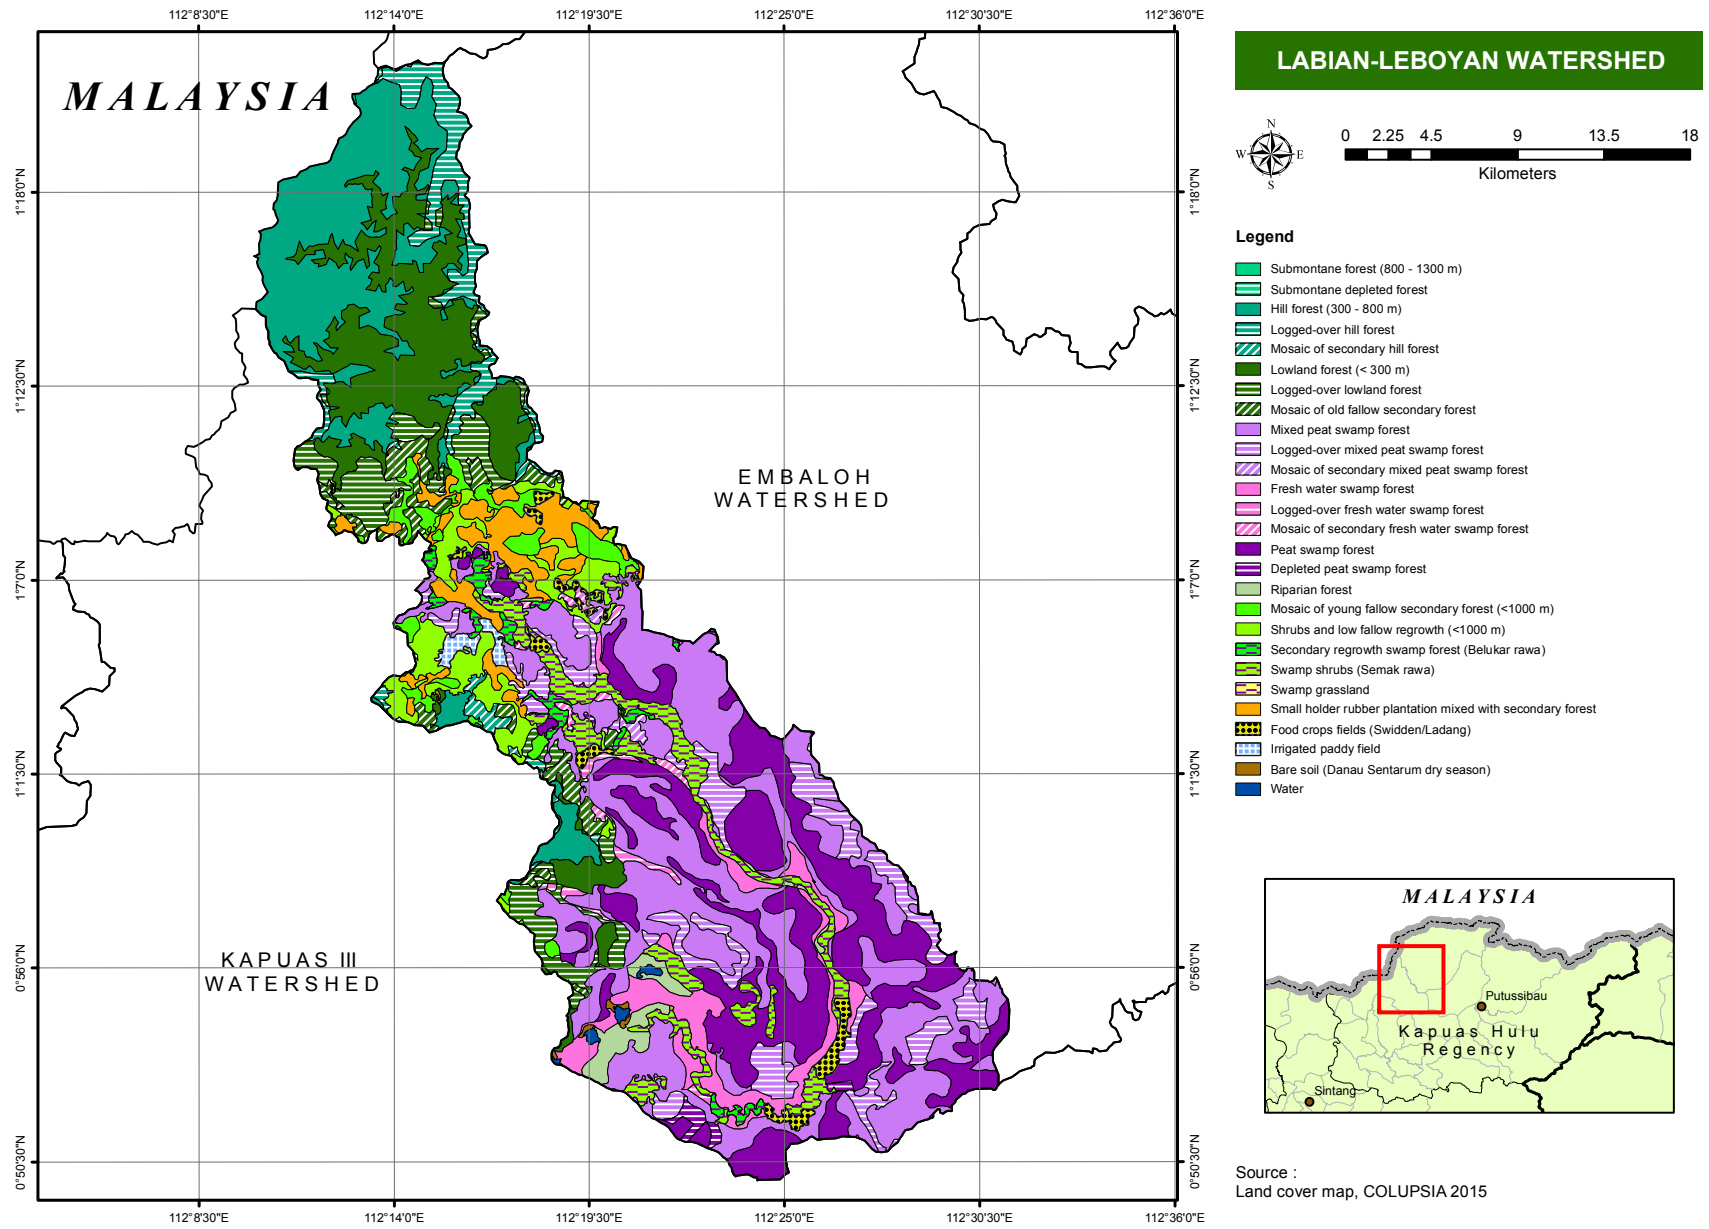 112°8'30"E 112°14'0"E 112°19'30"E 112°25'0"E 112°30'30"E 112°36'0"E
MALAYSIA
EMBALOH
WATERSHED
KAPUAS III
WATERSHED
1°18'0"N
1°12'30"N
1°7'0"N
1°1'30"N
0°56'0"N
0°50'30"N
1°18'0"N
1°12'30"N
1°7'0"N
1°1'30"N
0°56'0"N
0°50'30"N
112°8'30"E 112°14'0"E 112°19'30"E 112°25'0"E 112°30'30"E 112°36'0"E
LABIAN-LEBOYAN WATERSHED
N
W E
S
0 2.25 4.5 9 13.5 18
Kilometers
Legend
Submontane forest (800 - 1300 m)
Submontane depleted forest
Hill forest (300 - 800 m)
Logged-over hill forest
Mosaic of secondary hill forest
Lowland forest (< 300 m)
Logged-over lowland forest
Mosaic of old fallow secondary forest
Mixed peat swamp forest
Logged-over mixed peat swamp forest
Mosaic of secondary mixed peat swamp forest
Fresh water swamp forest
Logged-over fresh water swamp forest
Mosaic of secondary fresh water swamp forest
Peat swamp forest
Depleted peat swamp forest
Riparian forest
Mosaic of young fallow secondary forest (<1000 m)
Shrubs and low fallow regrowth (<1000 m)
Secondary regrowth swamp forest (Belukar rawa)
Swamp shrubs (Semak rawa)
Swamp grassland
Small holder rubber plantation mixed with secondary forest
Food crops fields (Swidden/Ladang)
Irrigated paddy field
Bare soil (Danau Sentarum dry season)
Water
MALAYSIA
Putussibau
Kapuas Hulu
Regency
Sintang
Source :
Land cover map, COLUPSIA 2015